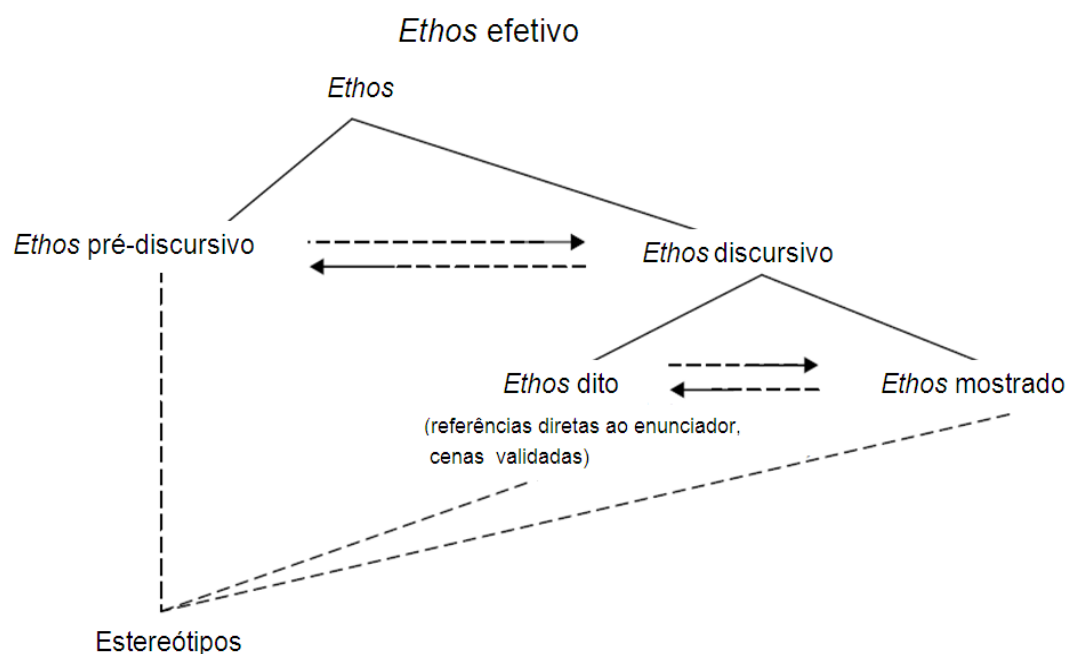 Ethos efetivo
Ethos
Ethos pré-discursivo
Ethos discursivo
Ethos dito
Ethos mostrado
(referências diretas ao enunciador,
cenas validadas)
Estereótipos